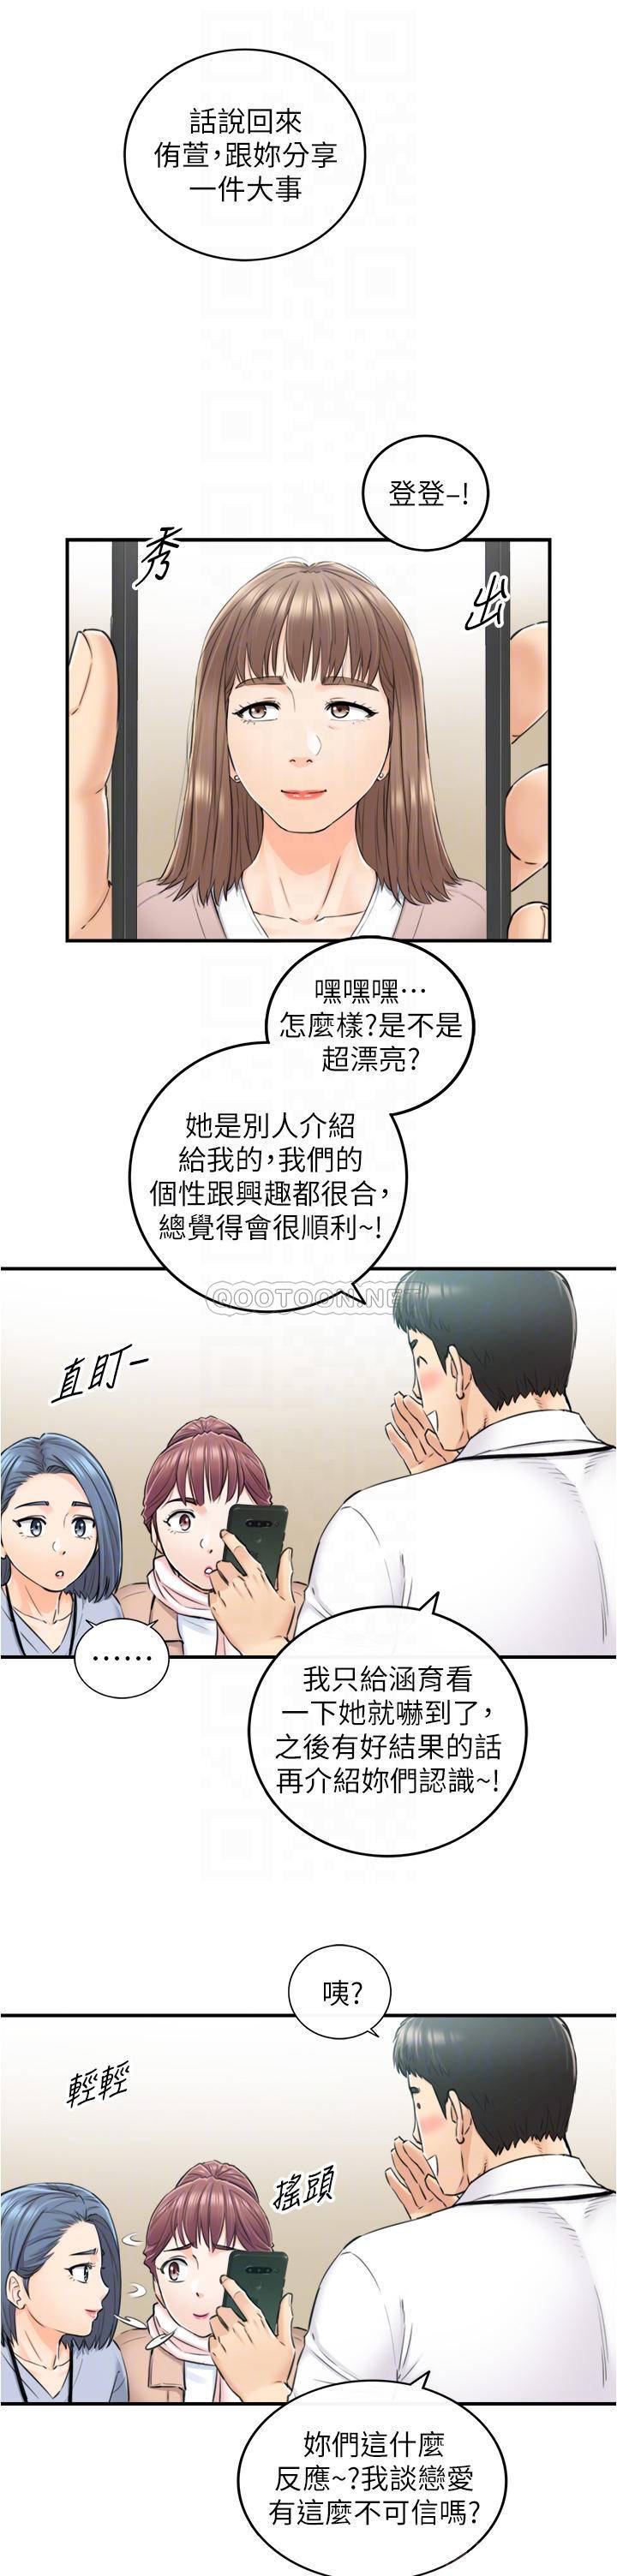 話說回來
侑萱,跟妳分享
一件大事
登登–!
秀
出
嘿嘿嘿…
怎麼樣?是不是
超漂亮?
她是別人介紹
給我的,我們的
個性跟興趣都很合,
總覺得會很順利~!
QOOTOON.NET
直盯–
……
我只給涵育看
一下她就嚇到了,
之後有好結果的話
再介紹妳們認識~!
咦?
輕輕
搖頭
妳們這什麼
反應~?我談戀愛
有這麼不可信嗎?